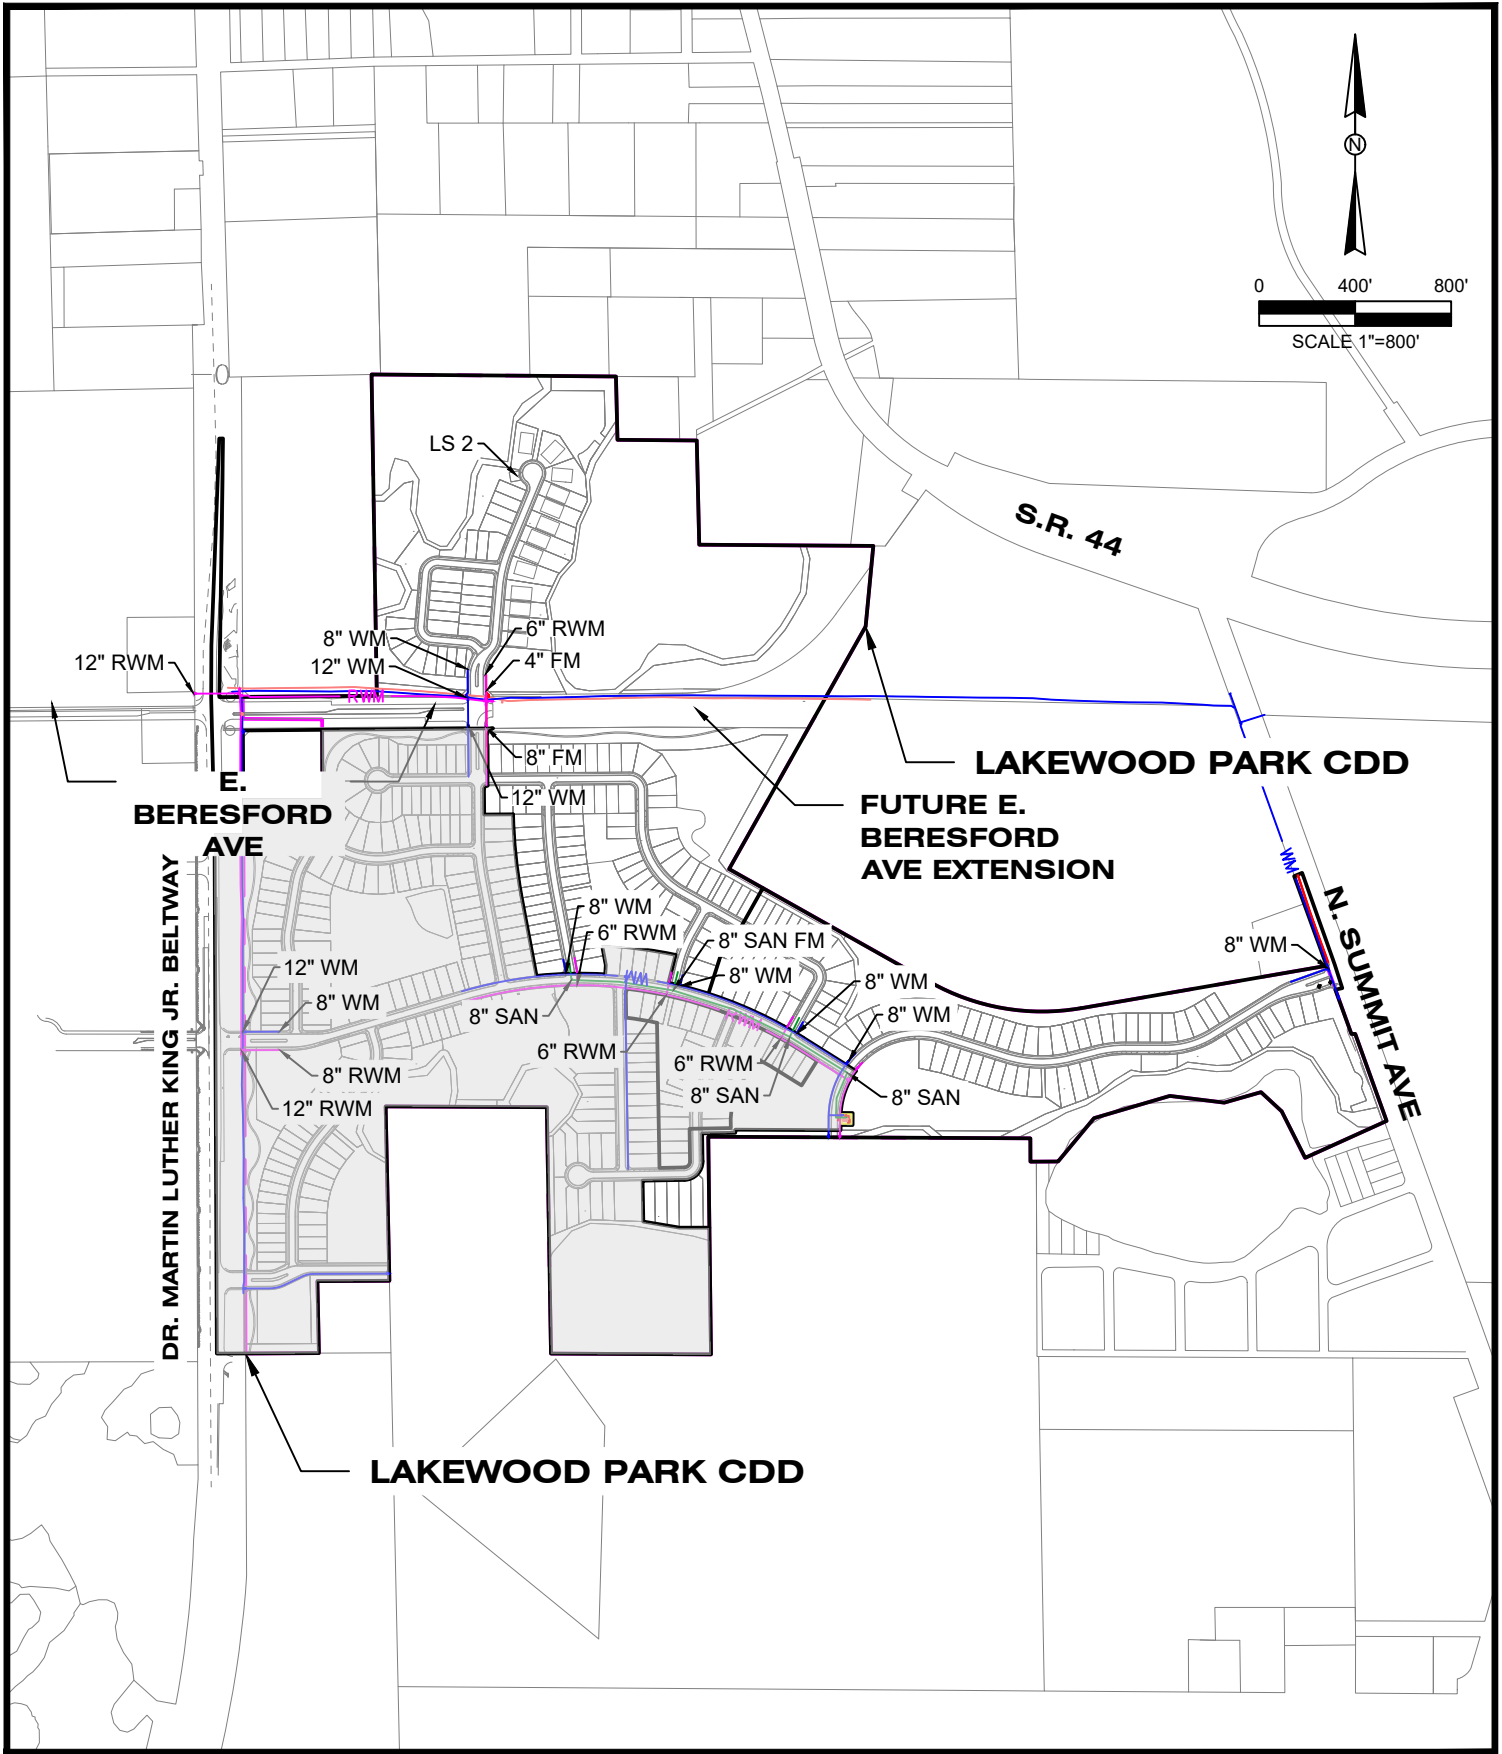 N
0 400' 800'
SCALE 1"=800'
LS 2
S.R. 44
8" WM
6" RWM
12" RWM
12" WM
4" FM
RWM
8" FM
12" WM
LAKEWOOD PARK CDD
E.
BERESFORD
AVE
FUTURE E.
BERESFORD
AVE EXTENSION
WM
DR. MARTIN LUTHER KING JR. BELTWAY
N. SUMMIT AVE
8" WM
6" RWM
8" SAN FM
8" WM
12" WM
WM
8" WM
8" WM
8" WM
8" SAN
RWM
8" WM
6" RWM
6" RWM
8" RWM
8" SAN
8" SAN
12" RWM
LAKEWOOD PARK CDD